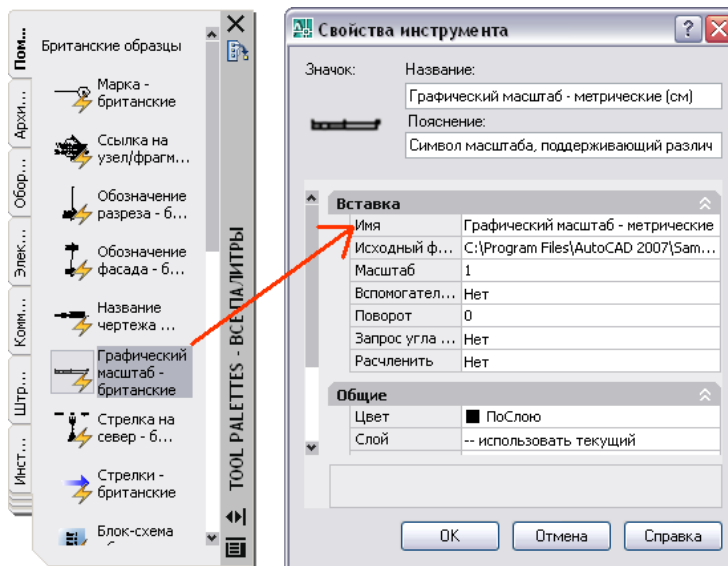 Пом...
Архи...
Обор...
Элек...
Комм...
Штр...
Инст...
Британские образцы
Марка -
британские
Ссылка на
узел/фрагм...
Обозначение
разреза - б...
Обозначение
фасада - б...
Название
чертежа ...
Графический
масштаб -
британские
Стрелка на
север - б...
Стрелки -
британские
Блок-схема
TOOL PALETTES - ВСЕ ПАЛИТРЫ
Свойства инструмента
Значок:
Название:
Графический масштаб - метрические (см)
Пояснение:
Символ масштаба, поддерживающий различ
Вставка
Имя Графический масштаб - метрические
Исходный ф... C:\Program Files\AutoCAD 2007\Sam...
Масштаб 1
Вспомогател... Нет
Поворот 0
Запрос угла ... Нет
Расчленить Нет
Общие
Цвет ПоСлою
Слой -- использовать текущий
OK Отмена Справка